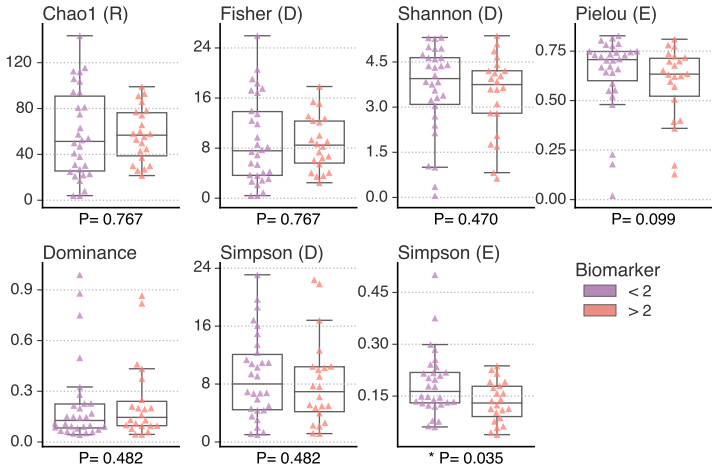 Chao1 (R)
120
80
40
0
P= 0.767
Fisher (D)
24
16
8
0
P= 0.767
Shannon (D)
4.5
3.0
1.5
0.0
P= 0.470
Pielou (E)
0.75
0.50
0.25
0.00
P= 0.099
Dominance
0.9
0.6
0.3
0.0
P= 0.482
Simpson (D)
24
16
8
0
P= 0.482
Simpson (E)
0.45
0.30
0.15
* P= 0.035
Biomarker
< 2
> 2